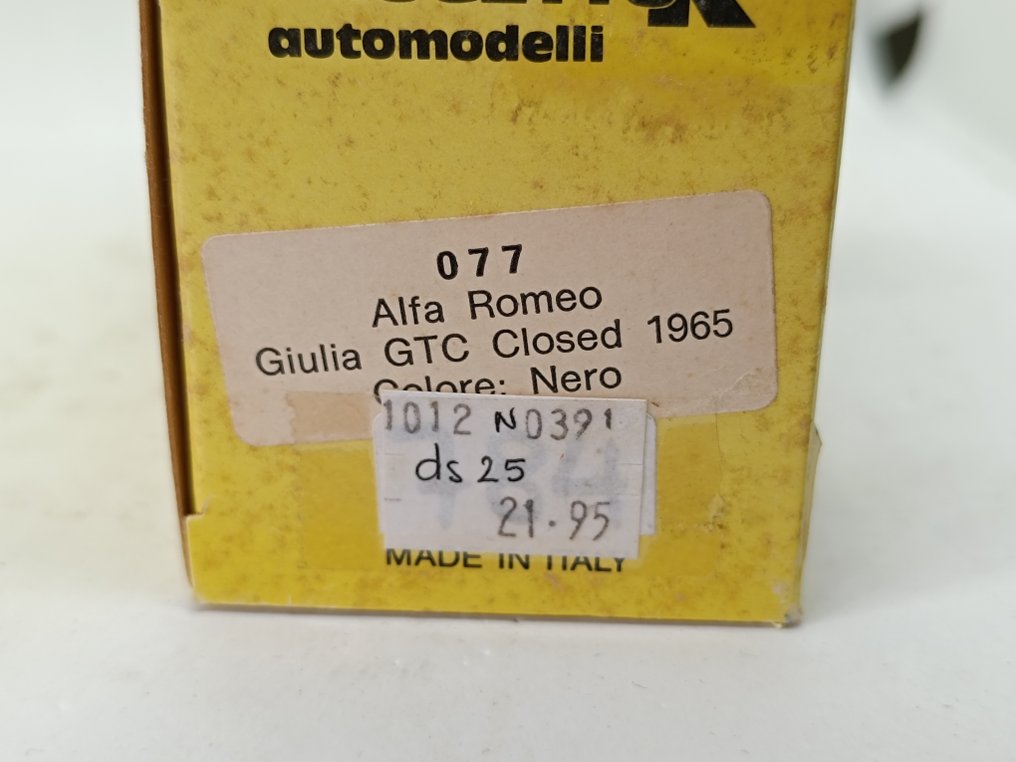 automodelli
077
Alfa Romeo
Giulia GTC Closed 1965
Colore: Nero
1012 N0391
ds 25
21.95
MADE IN ITALY